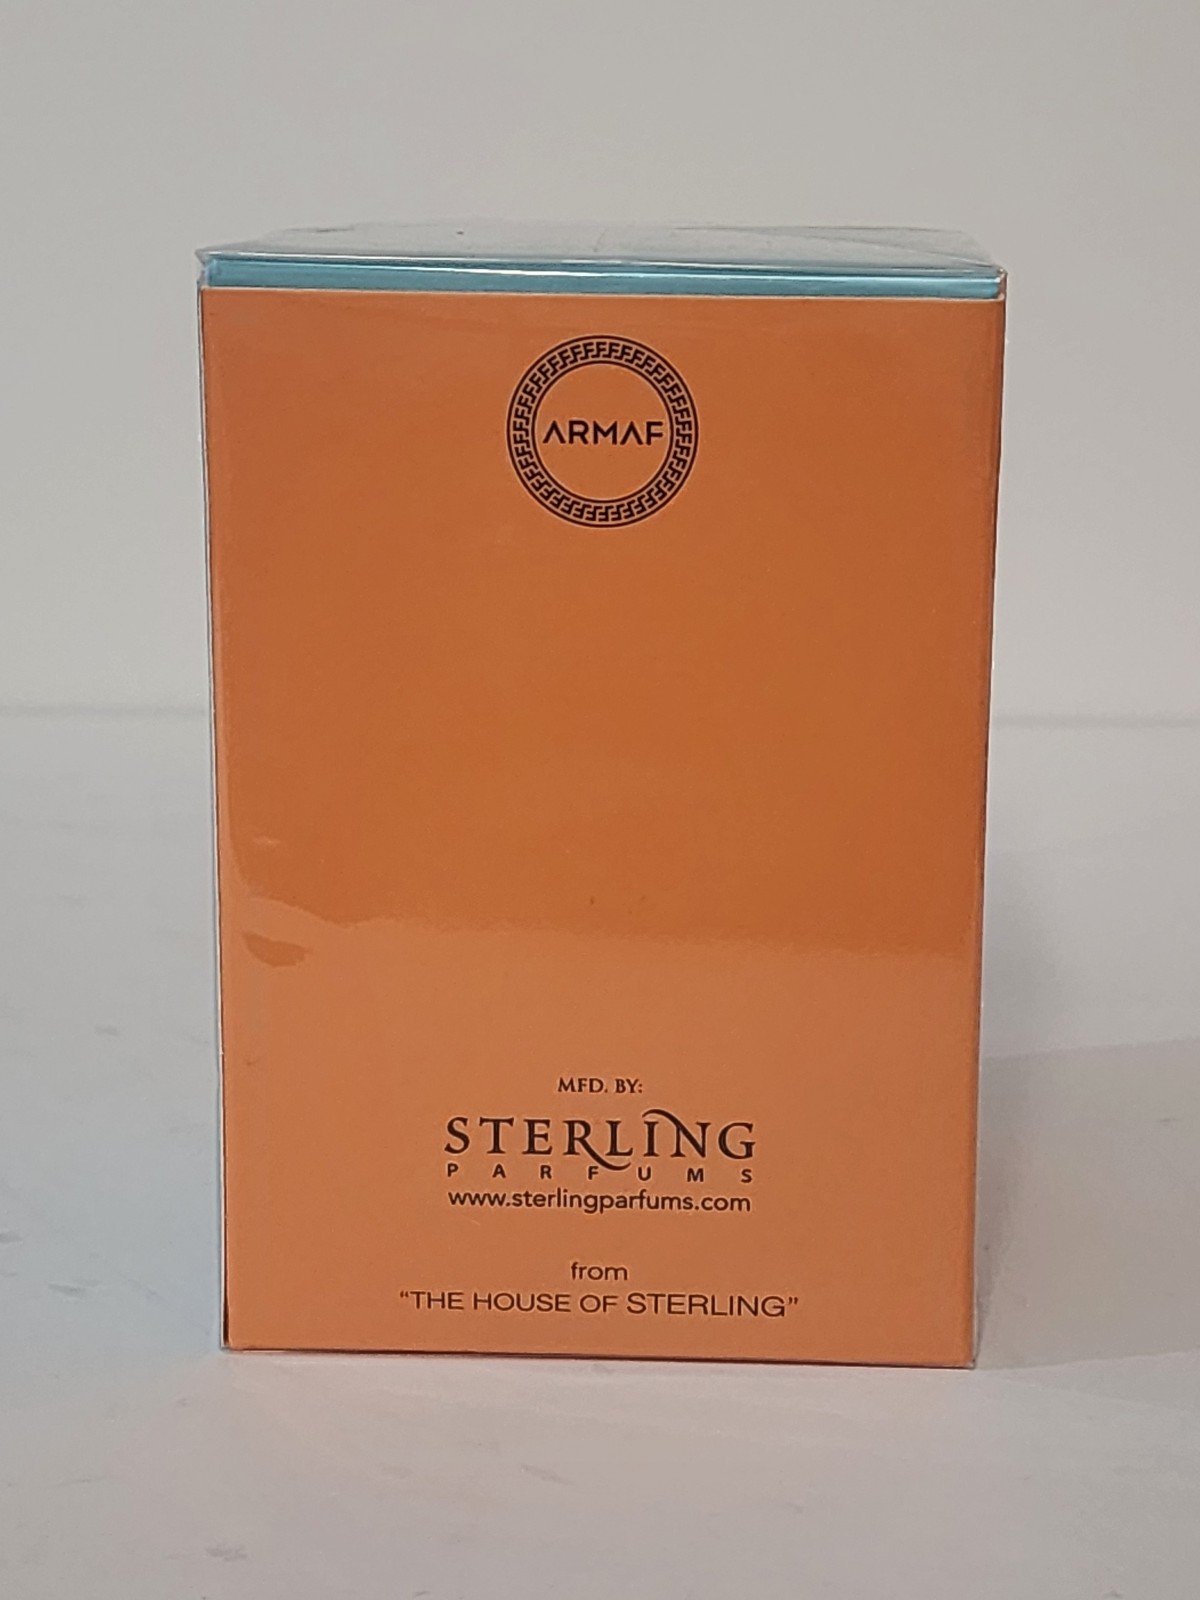 ARMAF
MFD. BY:
STERLING
PARFUMS
www.sterlingparfums.com
from
“THE HOUSE OF STERLING”